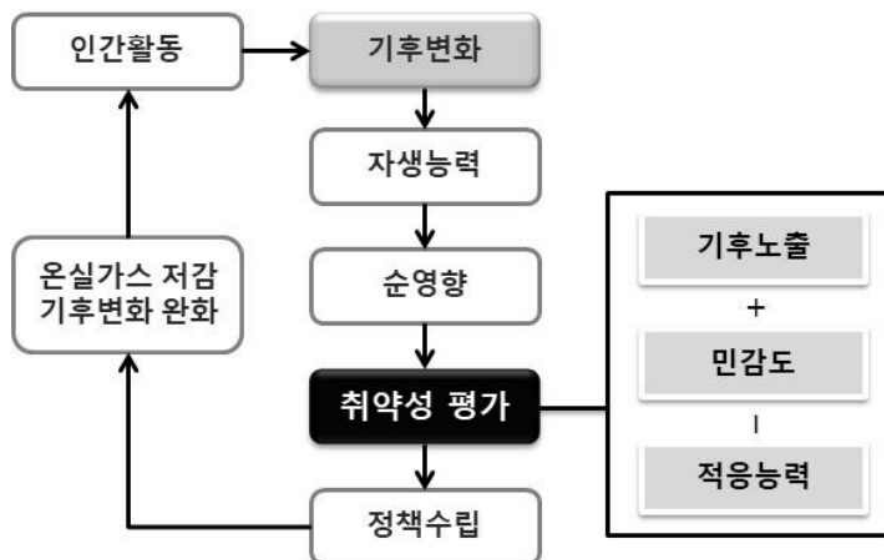 인간활동
기후변화
자생능력
순영향
취약성 평가
정책수립
온실가스 저감
기후변화 완화
기후노출
+
민감도
−
적응능력